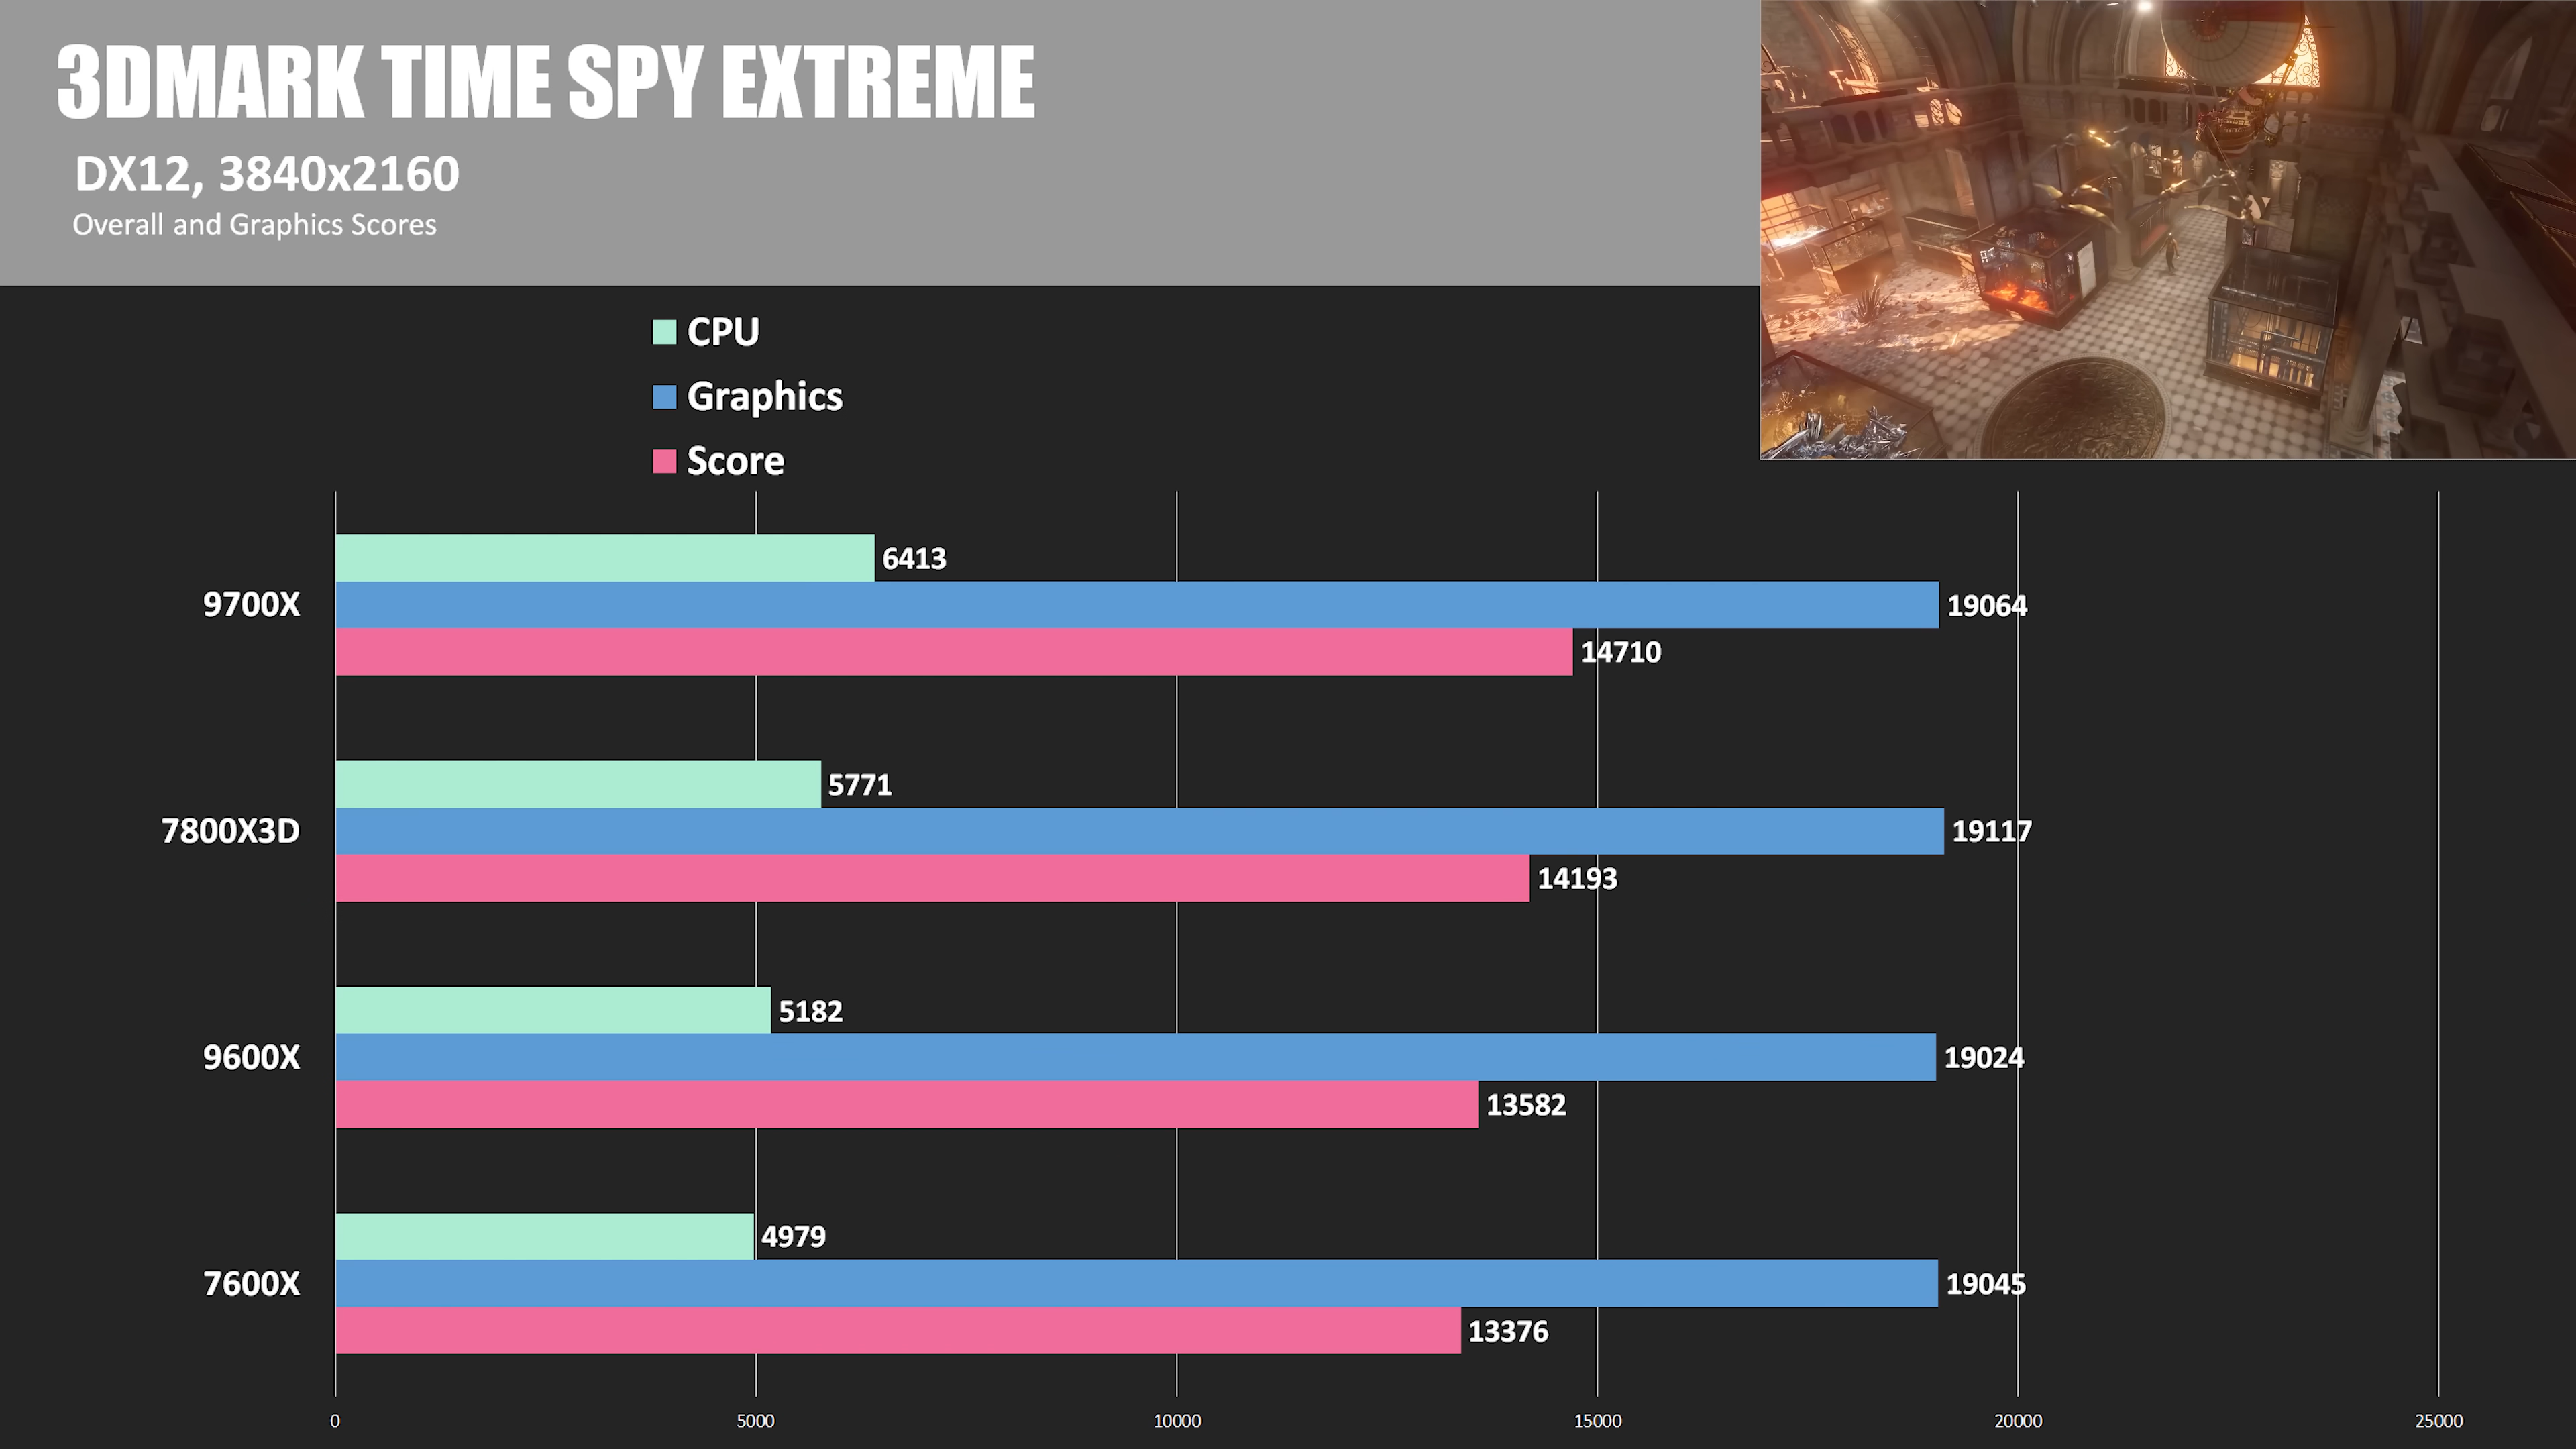 3DMARK TIME SPY EXTREME
DX12, 3840x2160
Overall and Graphics Scores
CPU
Graphics
Score
9700X
6413
19064
14710
7800X3D
5771
19117
14193
9600X
5182
19024
13582
7600X
4979
19045
13376
0 5000 10000 15000 20000 25000